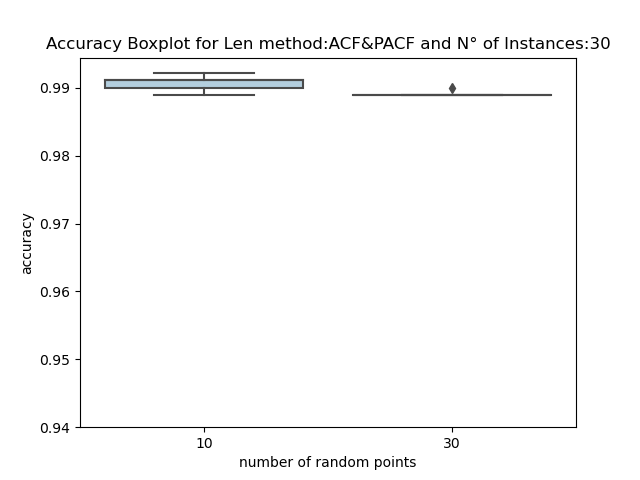 Accuracy Boxplot for Len method:ACF&PACF and N° of Instances:30
0.99
0.98
0.97
0.96
0.95
0.94
accuracy
10 30
number of random points